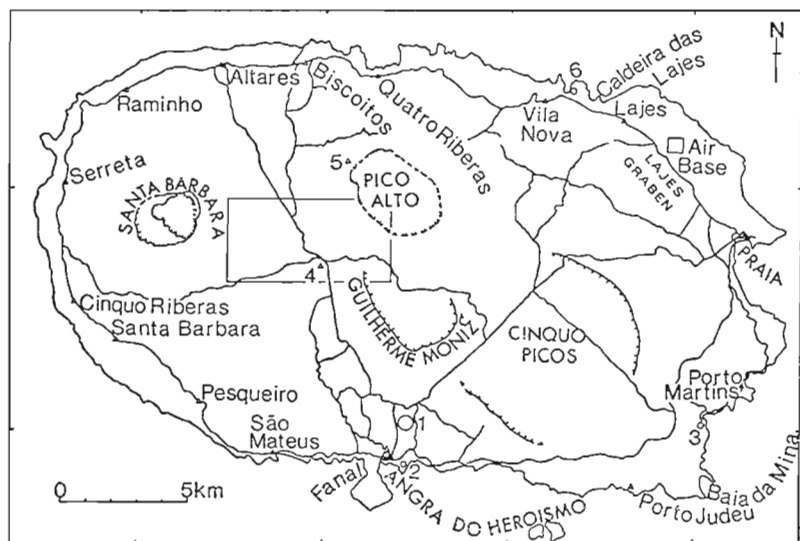 N
Caldeira das
Lajes
6
Altares
Biscoitos
Quatro Riberas
Raminho
Vila
Nova
Lajes
Air
Base
LAJES
GRABEN
Serreta
SANTA BARBARA
5
PICO
ALTO
PRAIA
4
GUILHERME MONIZ
CINQUO
PICOS
Cinquo Riberas
Santa Barbara
Pesqueiro
São
Mateus
Porto
Martins
1
3
2
0 5km
Fanal
ANGRA DO HEROISMO
Porto Judeu
Baia da Mina